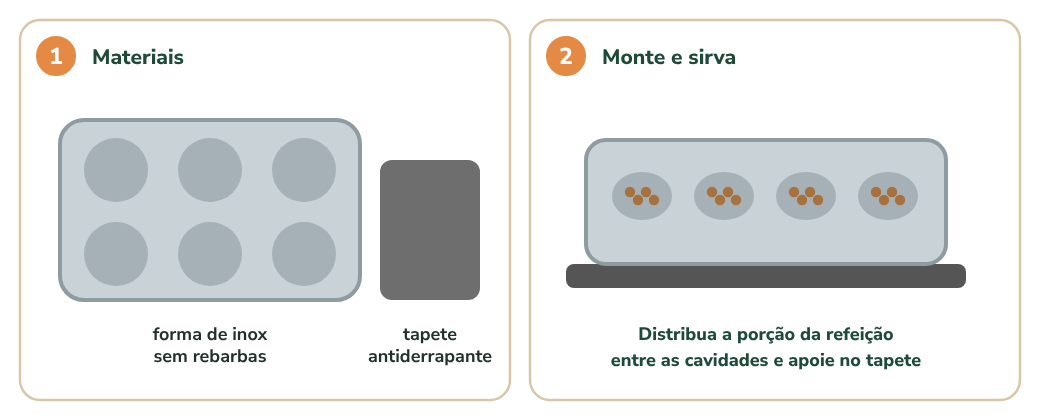 1
Materiais
forma de inox
sem rebarbas
tapete
antiderrapante
2
Monte e sirva
Distribua a porção da refeição
entre as cavidades e apoie no tapete